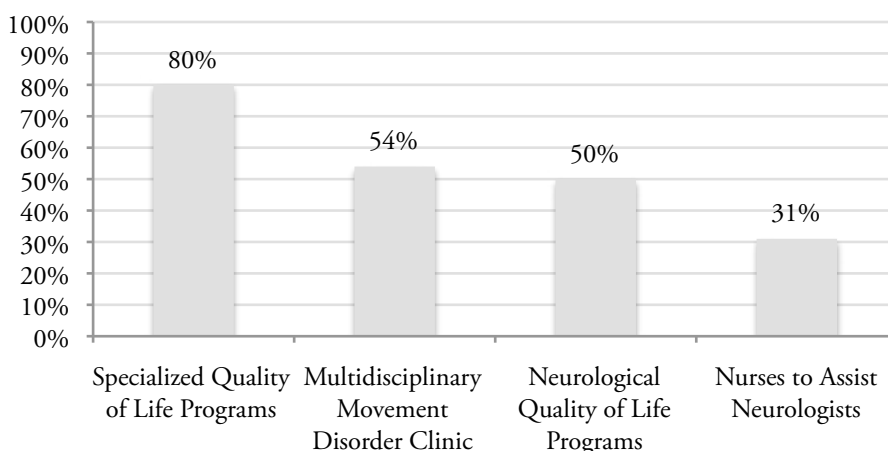 100%
90%
80%
70%
60%
50%
40%
30%
20%
10%
0%
80%
54%
50%
31%
Specialized Quality
of Life Programs
Multidisciplinary
Movement
Disorder Clinic
Neurological
Quality of Life
Programs
Nurses to Assist
Neurologists